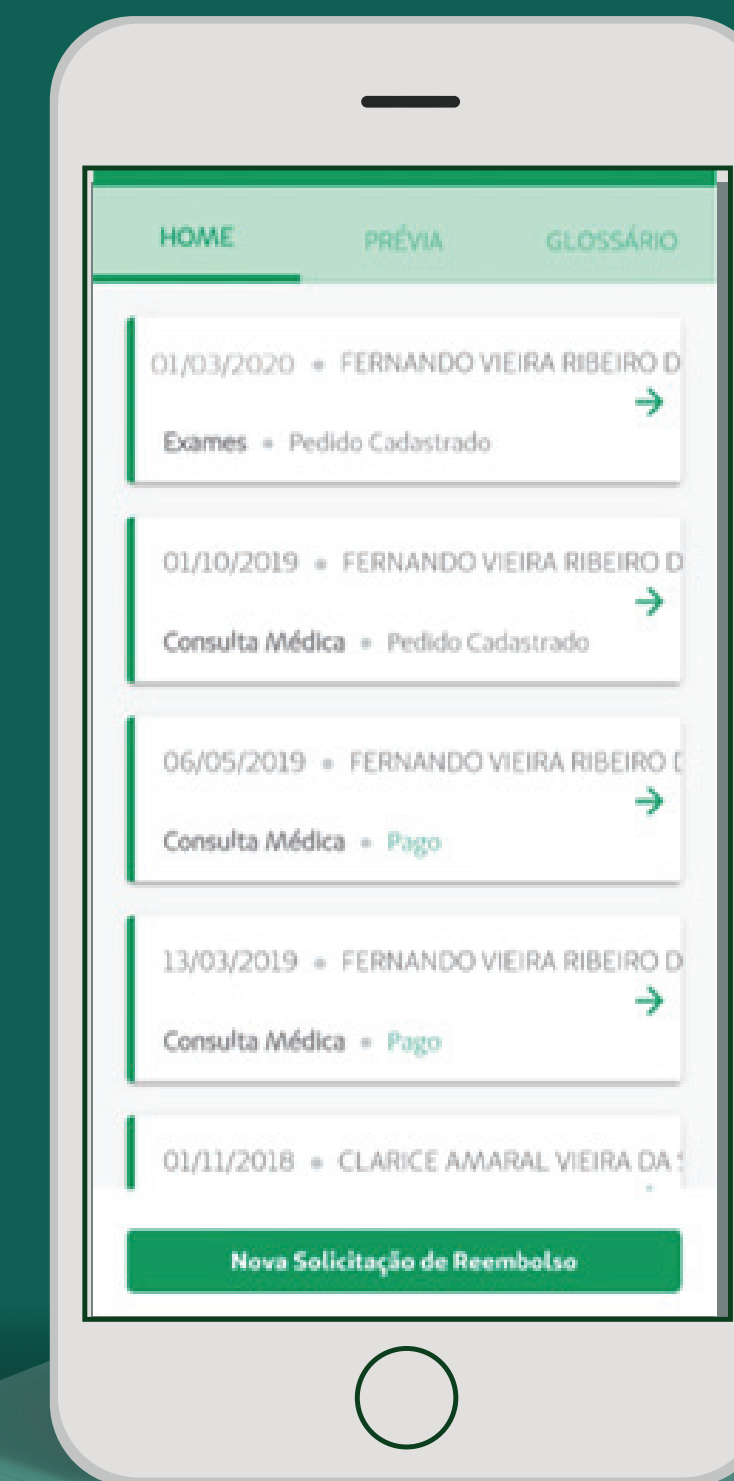 HOME PRÉVIA GLOSSÁRIO
01/03/2020 • FERNANDO VIEIRA RIBEIRO D
Exames • Pedido Cadastrado
01/10/2019 • FERNANDO VIEIRA RIBEIRO D
Consulta Médica • Pedido Cadastrado
06/05/2019 • FERNANDO VIEIRA RIBEIRO D
Consulta Médica • Pago
13/03/2019 • FERNANDO VIEIRA RIBEIRO D
Consulta Médica • Pago
01/11/2018 • CLARICE AMARAL VIEIRA DA S
Nova Solicitação de Reembolso